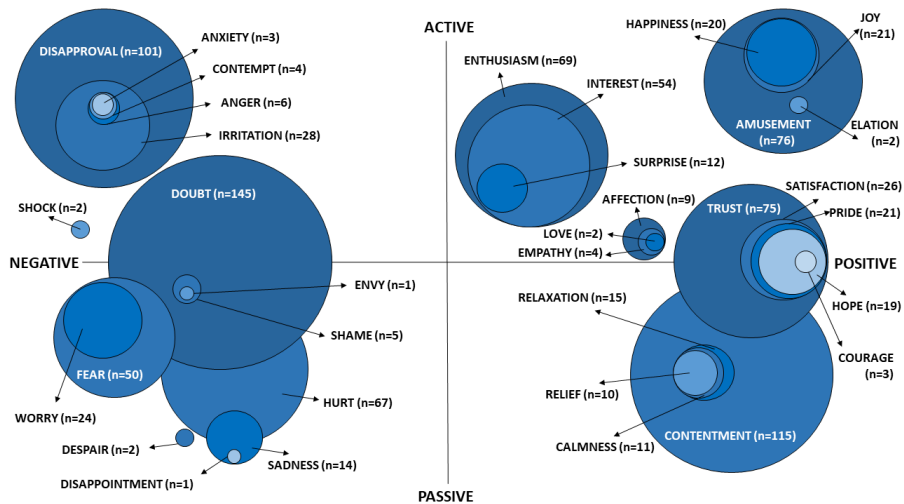 ACTIVE
DISAPPROVAL (n=101)
ANXIETY (n=3)
CONTEMPT (n=4)
ANGER (n=6)
IRRITATION (n=28)
ENTHUSIASM (n=69)
INTEREST (n=54)
SURPRISE (n=12)
HAPPINESS (n=20)
JOY
(n=21)
ELATION
(n=2)
AMUSEMENT
(n=76)
SHOCK (n=2)
DOUBT (n=145)
AFFECTION (n=9)
LOVE (n=2)
EMPATHY (n=4)
TRUST (n=75)
SATISFACTION (n=26)
PRIDE (n=21)
NEGATIVE
POSITIVE
ENVY (n=1)
SHAME (n=5)
HOPE
(n=19)
COURAGE
(n=3)
RELAXATION (n=15)
RELIEF (n=10)
CALMNESS (n=11)
CONTENTMENT (n=115)
FEAR (n=50)
WORRY (n=24)
HURT (n=67)
DESPAIR (n=2)
SADNESS (n=14)
DISAPPOINTMENT (n=1)
PASSIVE